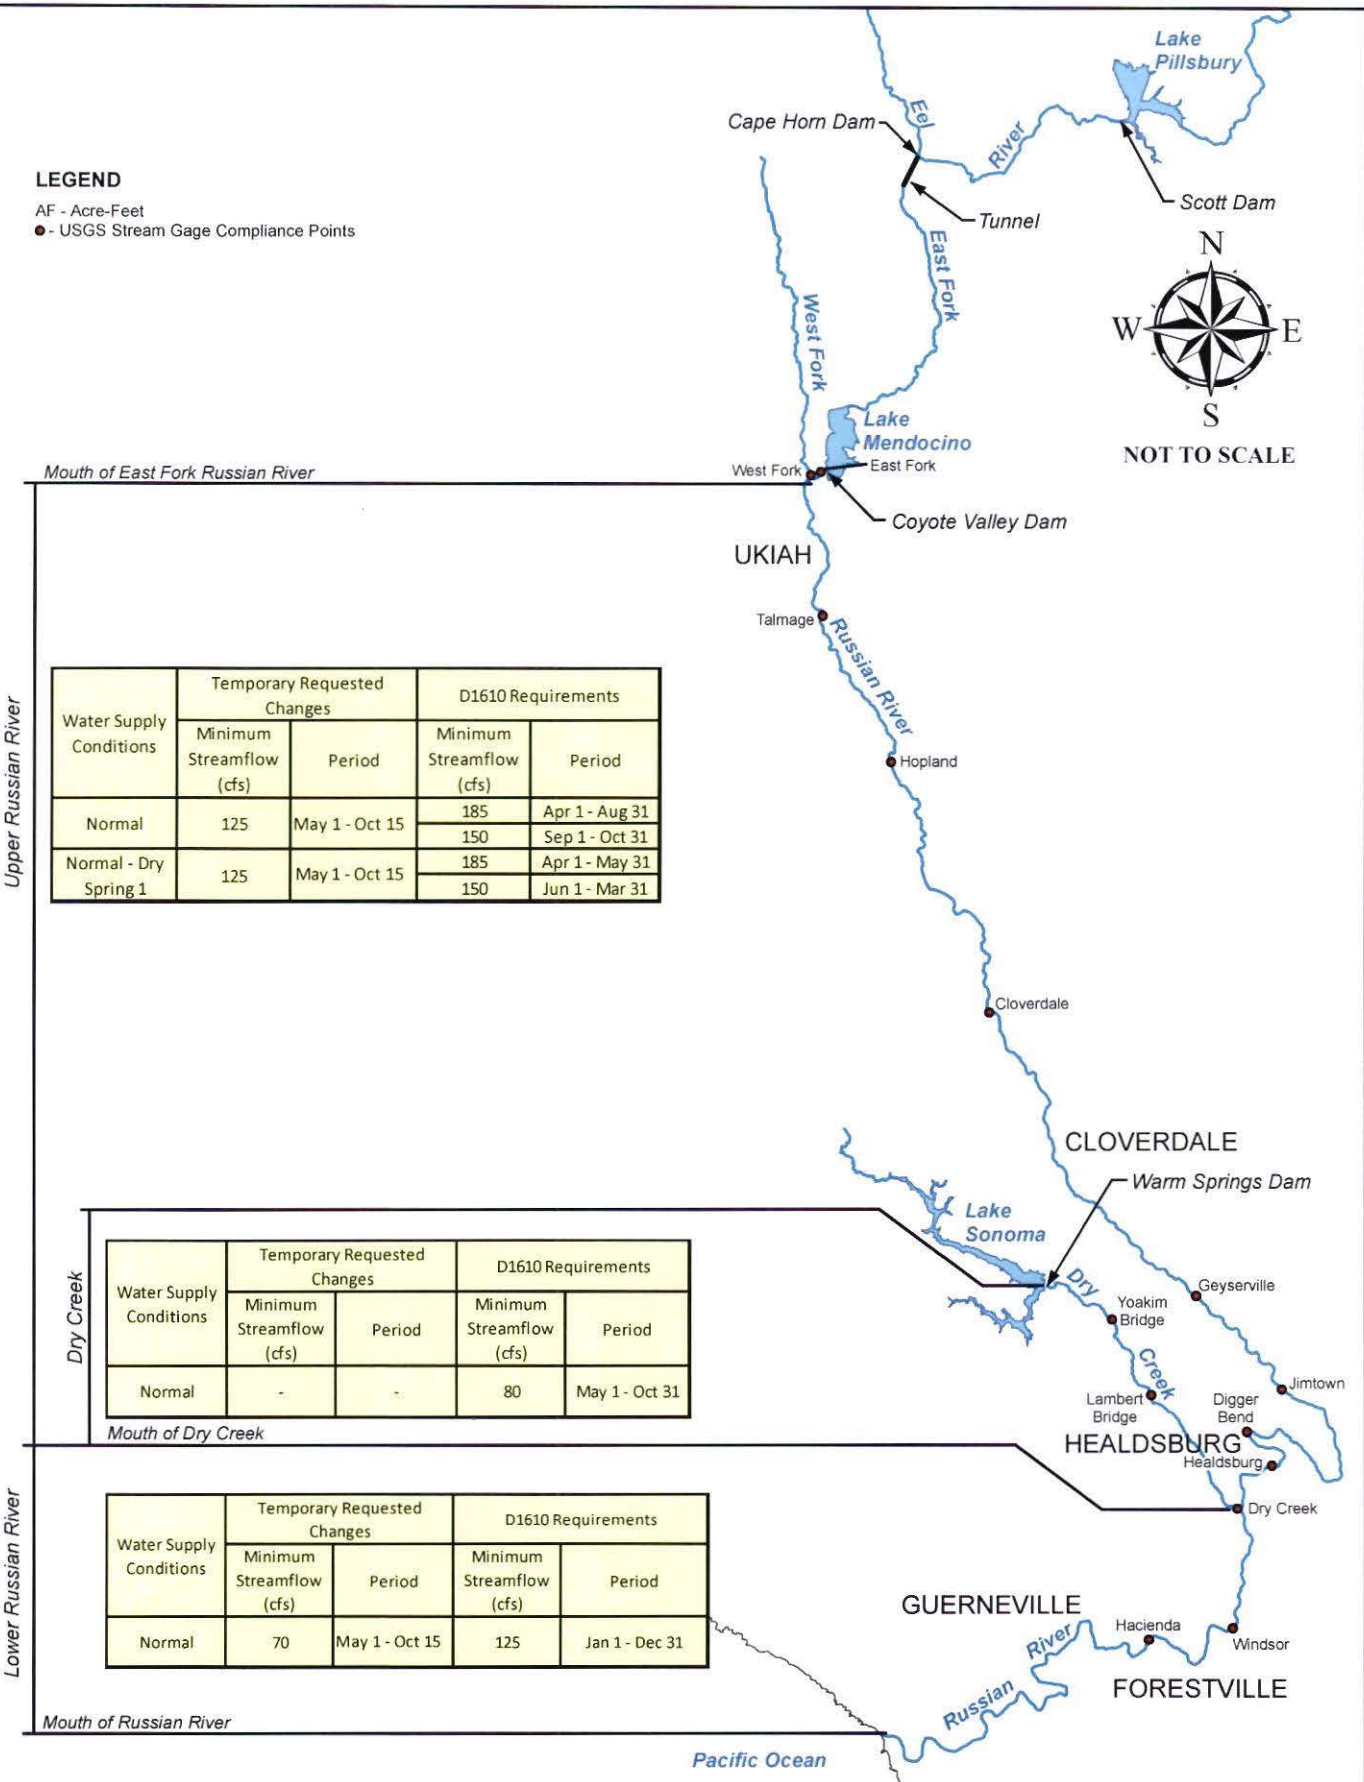 Lake
Pillsbury
Cape Horn Dam
Eel
River
LEGEND
AF - Acre-Feet
- USGS Stream Gage Compliance Points
Scott Dam
Tunnel
N
W
E
S
NOT TO SCALE
East Fork
West Fork
Lake
Mendocino
Mouth of East Fork Russian River
West Fork
East Fork
Coyote Valley Dam
UKIAH
Talmage
Russian River
Hopland
Upper Russian River
Water Supply
Conditions
Temporary Requested
Changes
D1610 Requirements
Minimum
Streamflow
(cfs)
Period
Minimum
Streamflow
(cfs)
Period
Normal
125
May 1 - Oct 15
185
Apr 1 - Aug 31
150
Sep 1 - Oct 31
Normal - Dry
Spring 1
125
May 1 - Oct 15
185
Apr 1 - May 31
150
Jun 1 - Mar 31
Cloverdale
CLOVERDALE
Warm Springs Dam
Lake
Sonoma
Dry
Creek
Geyserville
Yoakim
Bridge
Lambert
Bridge
Jimtown
Digger
Bend
HEALDSBURG
Healdsburg
Dry Creek
Dry Creek
Water Supply
Conditions
Temporary Requested
Changes
D1610 Requirements
Minimum
Streamflow
(cfs)
Period
Minimum
Streamflow
(cfs)
Period
Normal
-
-
80
May 1 - Oct 31
Mouth of Dry Creek
Lower Russian River
Water Supply
Conditions
Temporary Requested
Changes
D1610 Requirements
Minimum
Streamflow
(cfs)
Period
Minimum
Streamflow
(cfs)
Period
Normal
70
May 1 - Oct 15
125
Jan 1 - Dec 31
GUERNEVILLE
Hacienda
Windsor
FORESTVILLE
Russian
River
Mouth of Russian River
Pacific Ocean